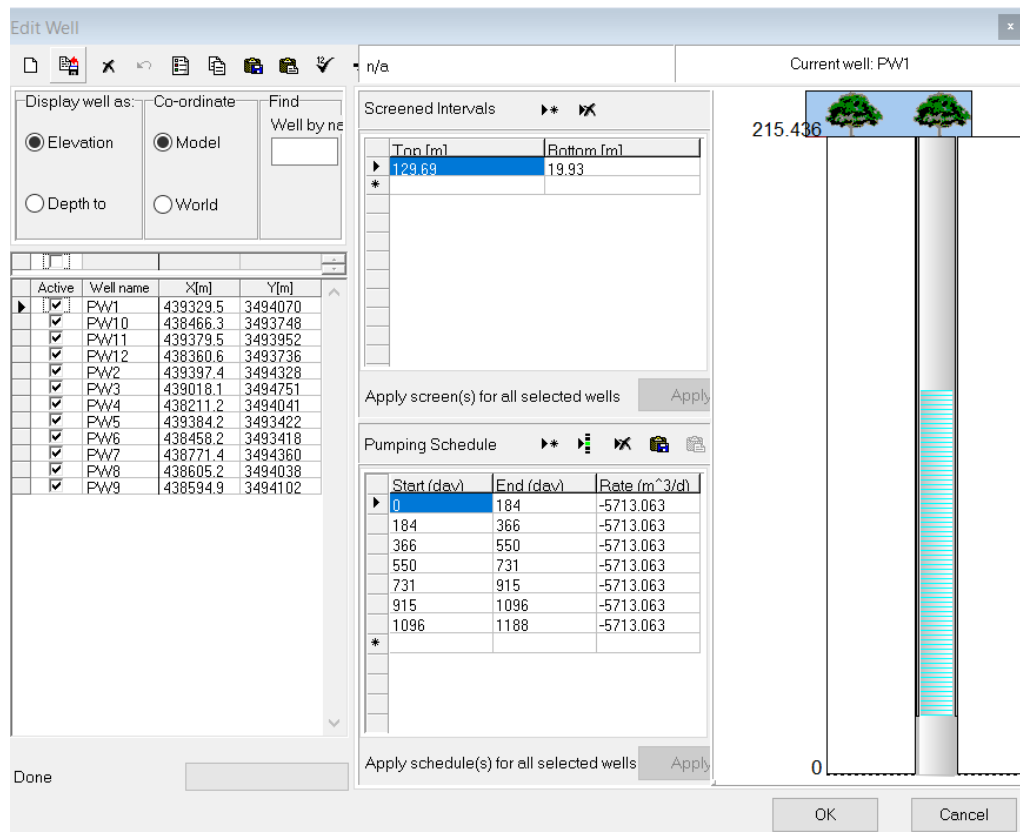 Edit Well
n/a
Current well: PW1
Display well as:
Elevation
Depth to
Co-ordinate
Model
World
Find
Well by ne
Screened Intervals
Top [m] Bottom [m]
129.69 19.93
Apply screen(s) for all selected wells Apply
Active Well name X[m] Y[m]
PW1 439329.5 3494070
PW10 438466.3 3493748
PW11 439379.5 3493952
PW12 438360.6 3493736
PW2 439397.4 3494328
PW3 439018.1 3494751
PW4 438211.2 3494041
PW5 439384.2 3493422
PW6 438458.2 3493418
PW7 438771.4 3494360
PW8 438605.2 3494038
PW9 438594.9 3494102
Pumping Schedule
Start (day) End (day) Rate (m^3/d)
0 184 -5713.063
184 366 -5713.063
366 550 -5713.063
550 731 -5713.063
731 915 -5713.063
915 1096 -5713.063
1096 1188 -5713.063
Apply schedule(s) for all selected wells Apply
215.436
0
Done
OK Cancel